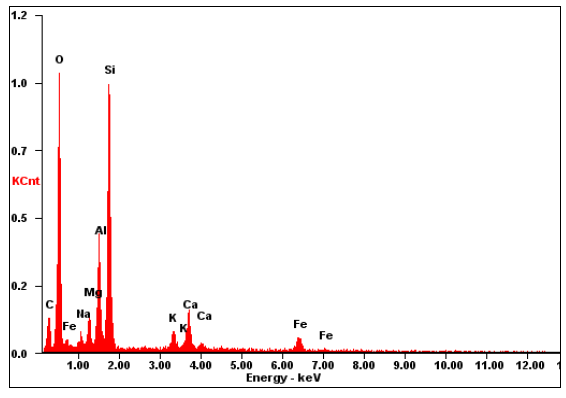 1.2
O
Si
1.0
0.7
KCnt
0.5
Al
0.2
Mg
C
Fe
Na
K
K
Ca
Ca
Fe
Fe
0.0
1.00 2.00 3.00 4.00 5.00 6.00 7.00 8.00 9.00 10.00 11.00 12.00
Energy - keV